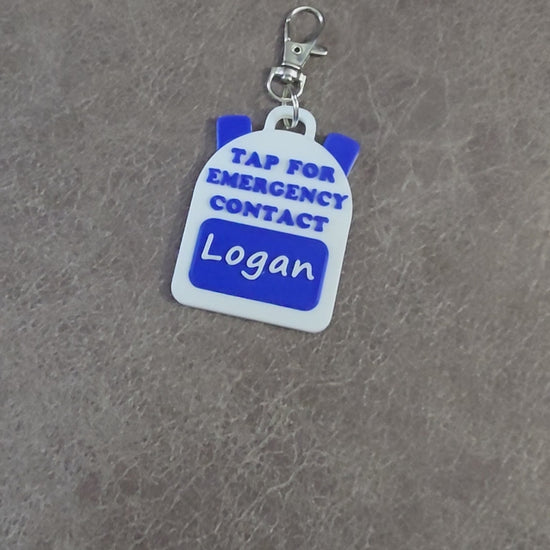 TAP FOR
EMERGENCY
CONTACT
Logan